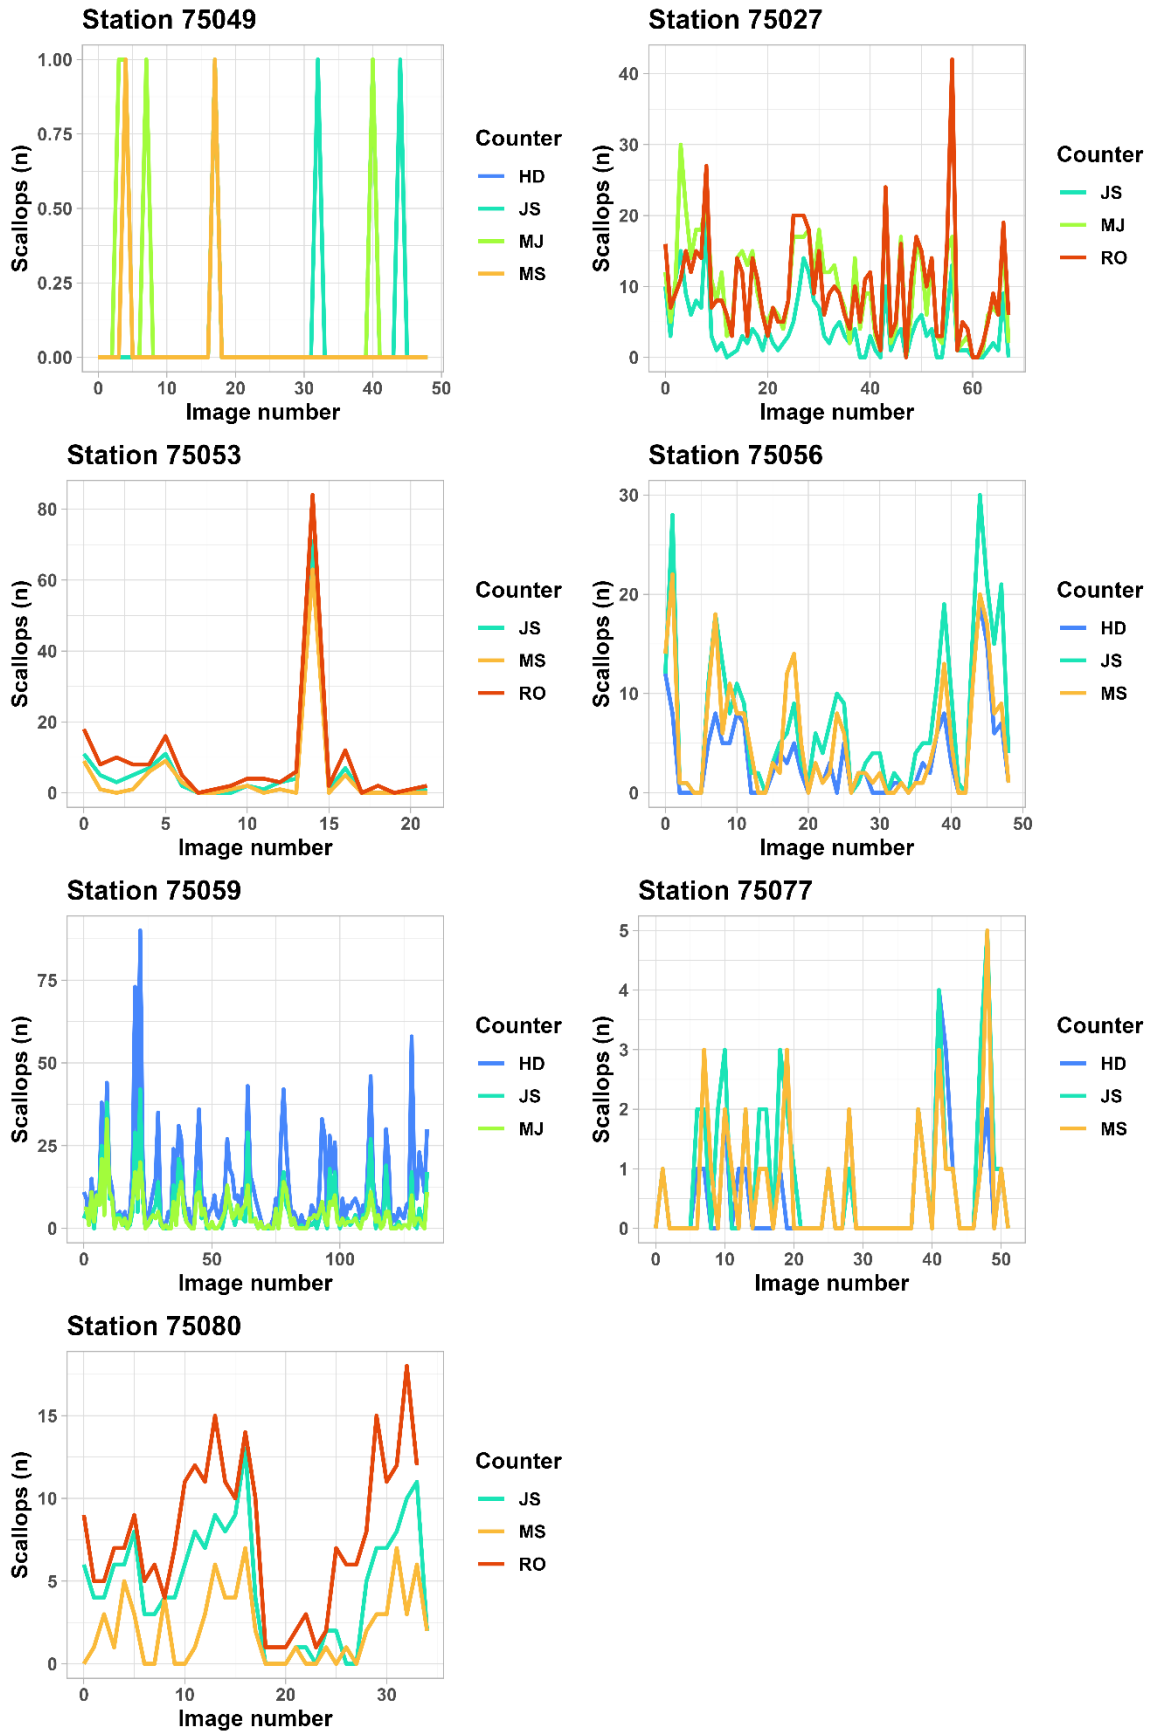 Station 75049
1.00
0.75
0.50
0.25
0.00
Scallops (n)
0 10 20 30 40 50
Image number
Counter
HD
JS
MJ
MS
Station 75027
40
30
20
10
0
Scallops (n)
0 20 40 60
Image number
Counter
JS
MJ
RO
Station 75053
80
60
40
20
0
Scallops (n)
0 5 10 15 20
Image number
Counter
JS
MS
RO
Station 75056
30
20
10
0
Scallops (n)
0 10 20 30 40 50
Image number
Counter
HD
JS
MS
Station 75059
75
50
25
0
Scallops (n)
0 50 100
Image number
Counter
HD
JS
MJ
Station 75077
5
4
3
2
1
0
Scallops (n)
0 10 20 30 40 50
Image number
Counter
HD
JS
MS
Station 75080
15
10
5
0
Scallops (n)
0 10 20 30
Image number
Counter
JS
MS
RO